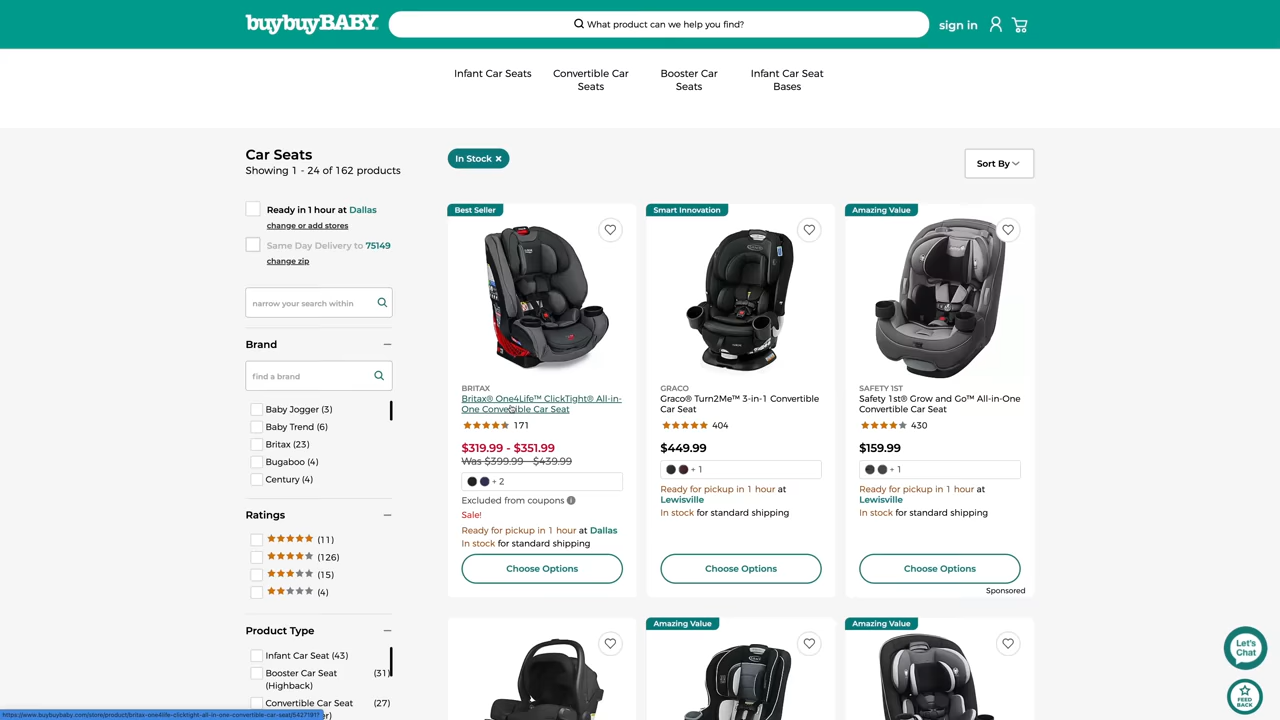 buybuyBABY
What product can we help you find?
sign in
Infant Car Seats
Convertible Car
Seats
Booster Car
Seats
Infant Car Seat
Bases
Car Seats
Showing 1 - 24 of 162 products
In Stock ×
Sort By
Ready in 1 hour at Dallas
change or add stores
Same Day Delivery to 75149
change zip
narrow your search within
Brand
find a brand
Baby Jogger (3)
Baby Trend (6)
Britax (23)
Bugaboo (4)
Century (4)
Ratings
(11)
(126)
(15)
(4)
Product Type
Infant Car Seat (43)
Booster Car Seat (31)
(Highback)
Convertible Car Seat (27)
Best Seller
BRITAX
Britax® One4Life™ ClickTight® All-in-
One Convertible Car Seat
171
$319.99 - $351.99
Was $399.99 - $439.99
+ 2
Excluded from coupons
Sale!
Ready for pickup in 1 hour at Dallas
In stock for standard shipping
Choose Options
Smart Innovation
GRACO
Graco® Turn2Me™ 3-in-1 Convertible
Car Seat
404
$449.99
+ 1
Ready for pickup in 1 hour at
Lewisville
In stock for standard shipping
Choose Options
Amazing Value
SAFETY 1ST
Safety 1st® Grow and Go™ All-in-One
Convertible Car Seat
430
$159.99
+ 1
Ready for pickup in 1 hour at
Lewisville
In stock for standard shipping
Choose Options
Sponsored
Amazing Value
Amazing Value
Let's
Chat
FEED
BACK